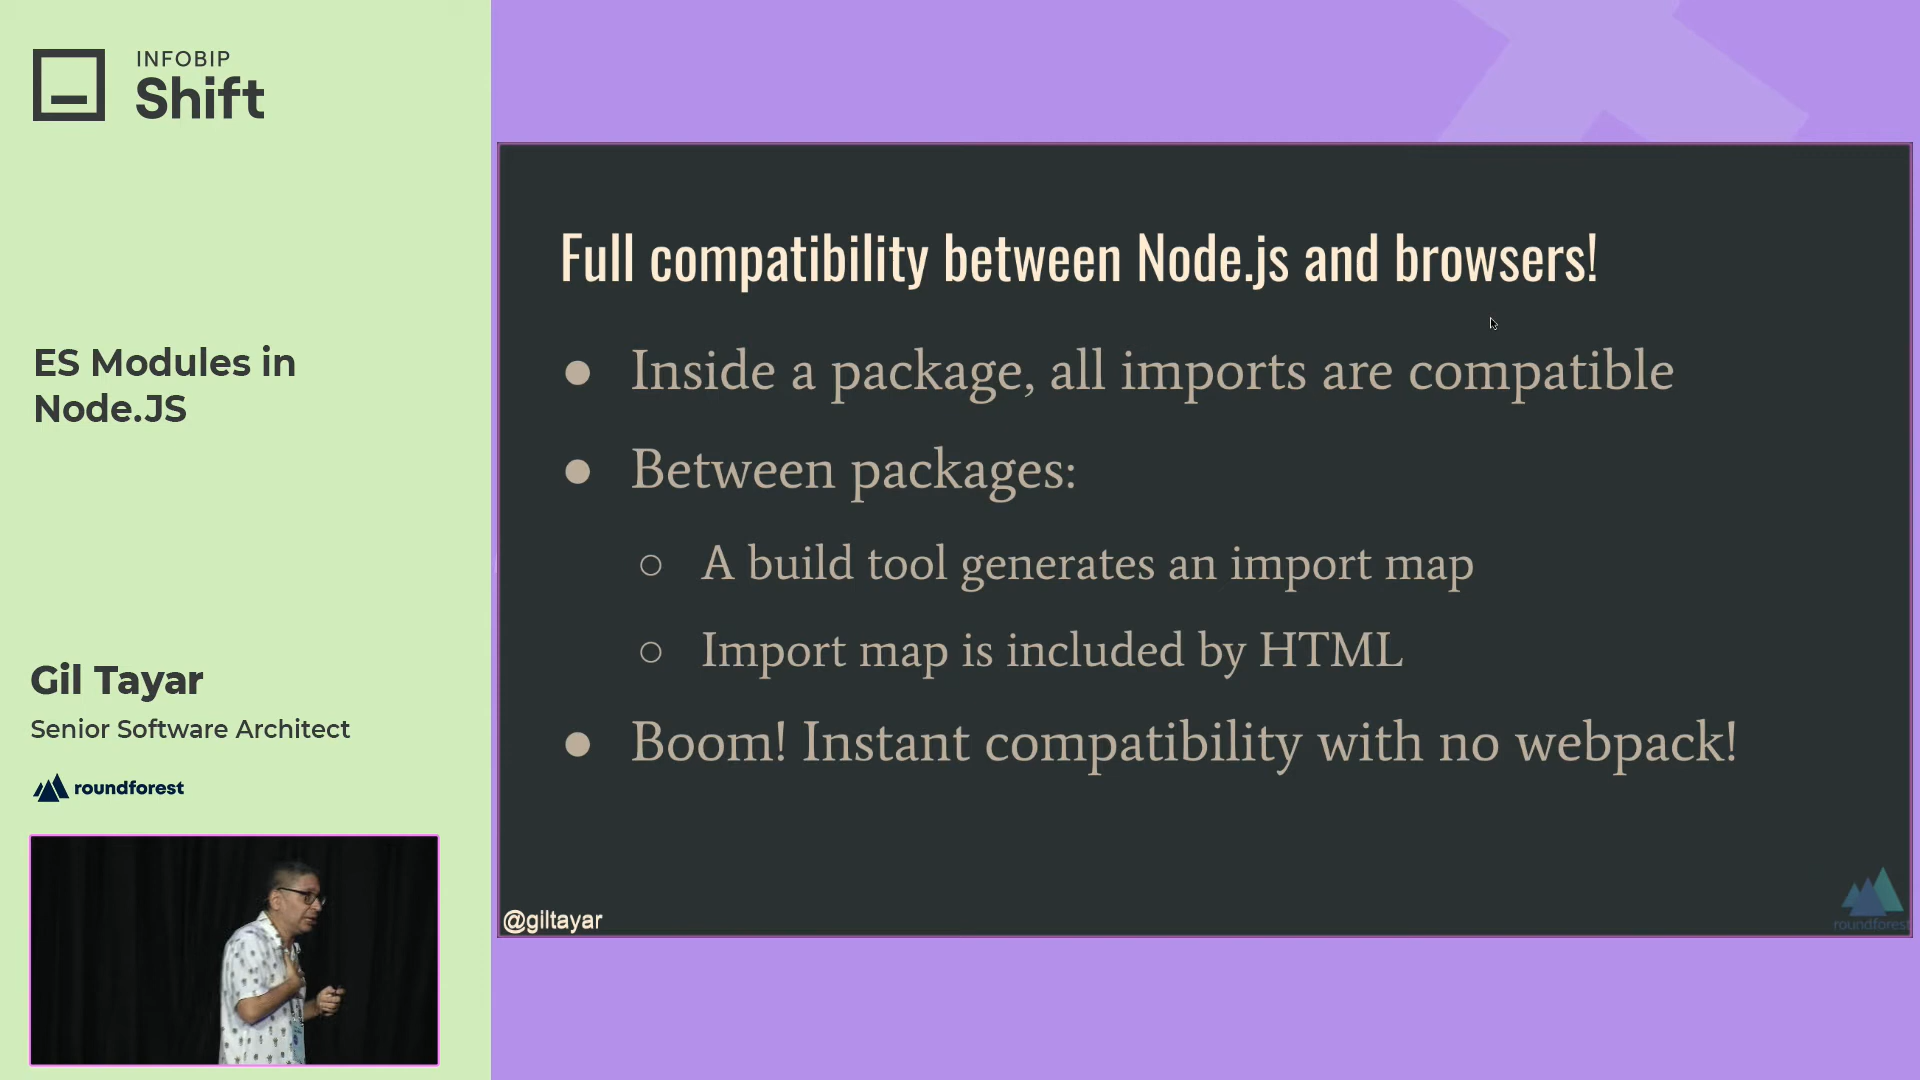 INFOBIP
Shift
ES Modules in
Node.JS
Gil Tayar
Senior Software Architect
roundforest
Full compatibility between Node.js and browsers!
● Inside a package, all imports are compatible
● Between packages:
○ A build tool generates an import map
○ Import map is included by HTML
● Boom! Instant compatibility with no webpack!
@giltayar
roundforest